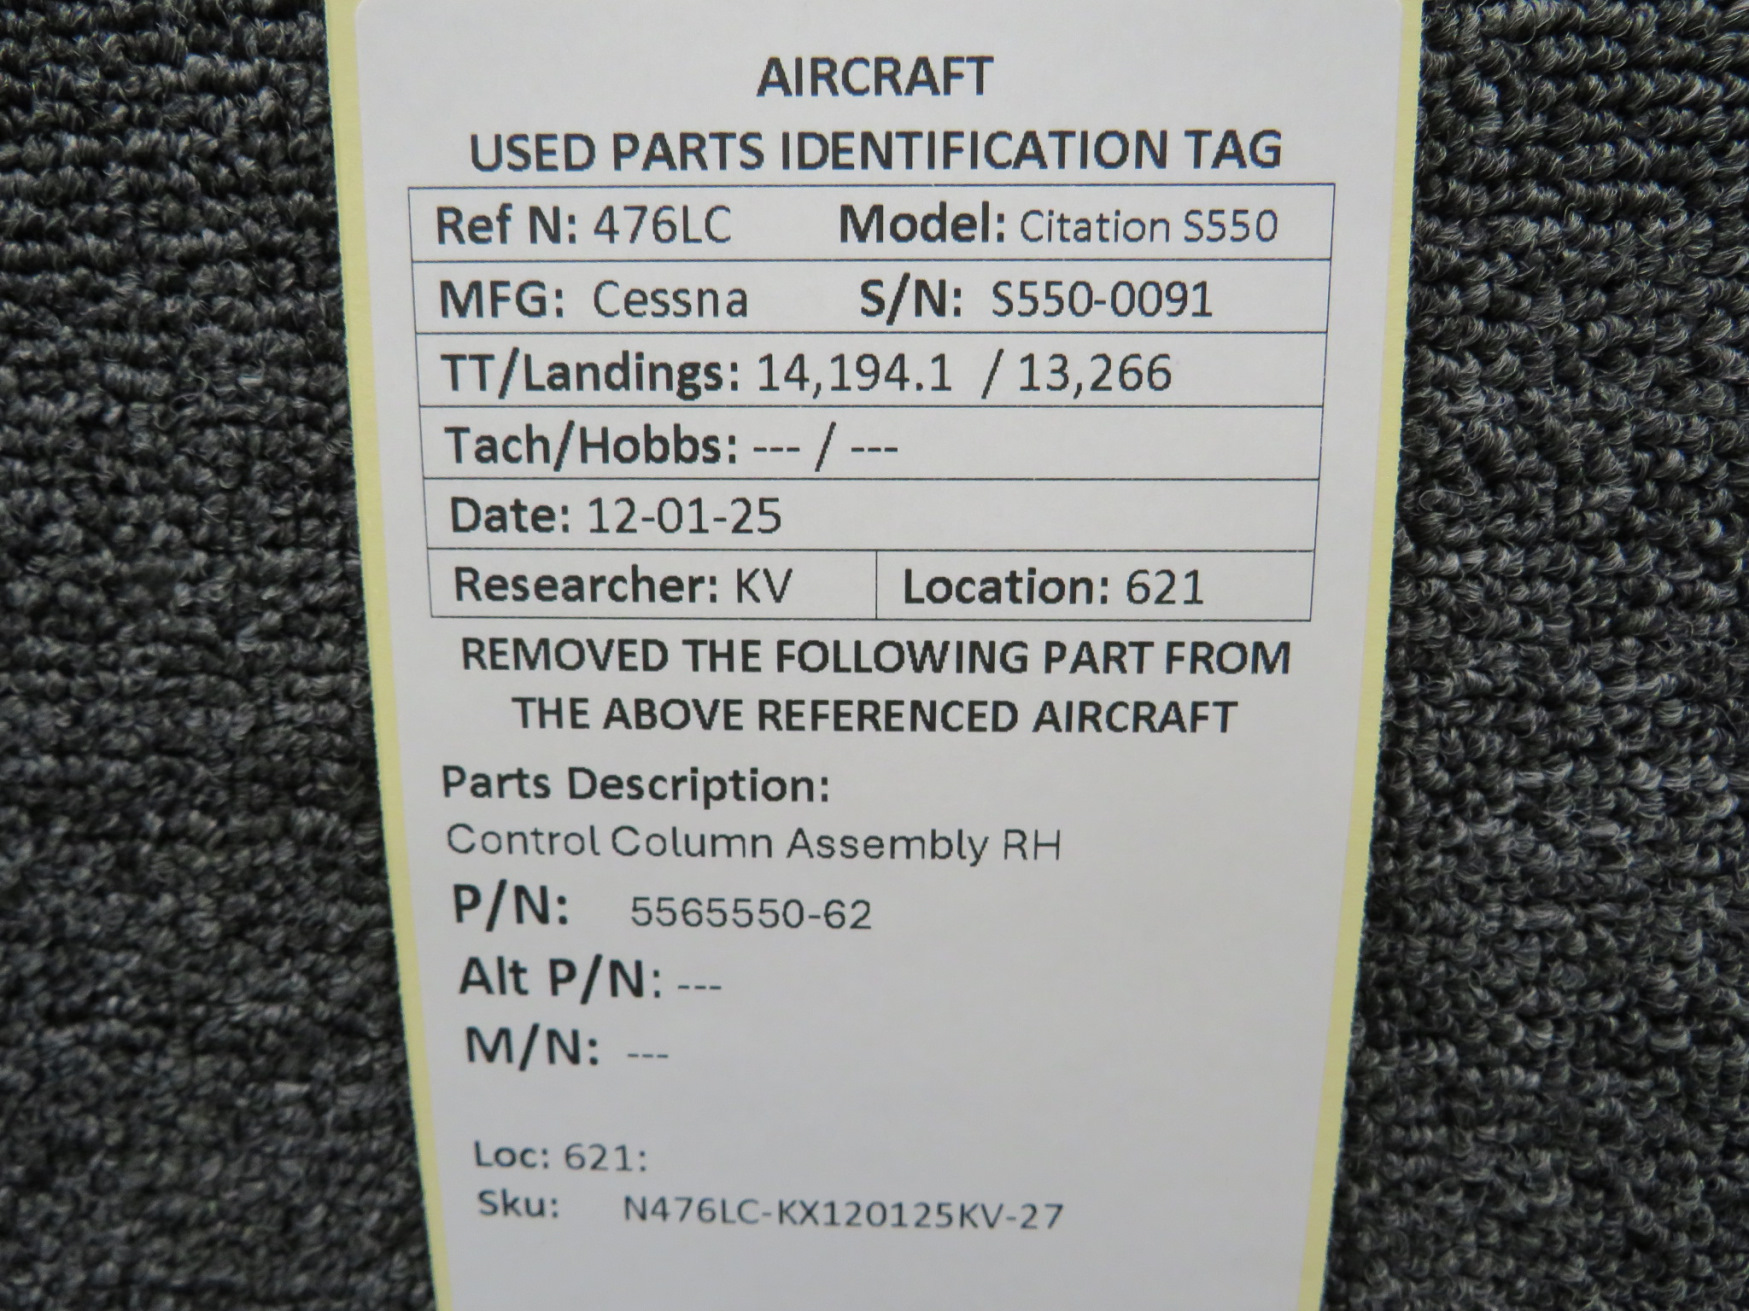 AIRCRAFT
USED PARTS IDENTIFICATION TAG
Ref N: 476LC Model: Citation S550
MFG: Cessna S/N: S550-0091
TT/Landings: 14,194.1 / 13,266
Tach/Hobbs: --- / ---
Date: 12-01-25
Researcher: KV Location: 621
REMOVED THE FOLLOWING PART FROM
THE ABOVE REFERENCED AIRCRAFT
Parts Description:
Control Column Assembly RH
P/N: 5565550-62
Alt P/N: ---
M/N: ---
Loc: 621:
Sku: N476LC-KX120125KV-27